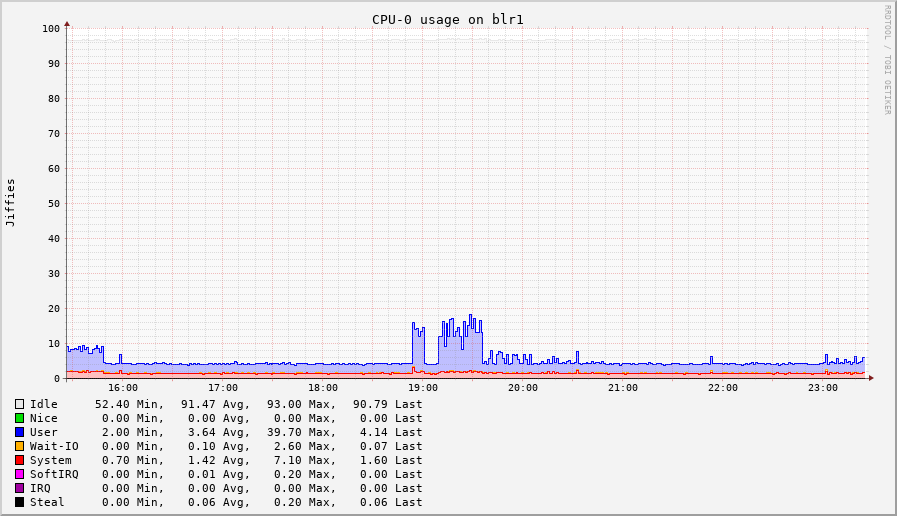 CPU-0 usage on blr1
RRDTOOL / TOBI OETIKER
Jiffies
100
90
80
70
60
50
40
30
20
10
0
16:00 17:00 18:00 19:00 20:00 21:00 22:00 23:00
Idle 52.40 Min, 91.47 Avg, 93.00 Max, 90.79 Last
Nice 0.00 Min, 0.00 Avg, 0.00 Max, 0.00 Last
User 2.00 Min, 3.64 Avg, 39.70 Max, 4.14 Last
Wait-IO 0.00 Min, 0.10 Avg, 2.60 Max, 0.07 Last
System 0.70 Min, 1.42 Avg, 7.10 Max, 1.60 Last
SoftIRQ 0.00 Min, 0.01 Avg, 0.20 Max, 0.00 Last
IRQ 0.00 Min, 0.00 Avg, 0.00 Max, 0.00 Last
Steal 0.00 Min, 0.06 Avg, 0.20 Max, 0.06 Last